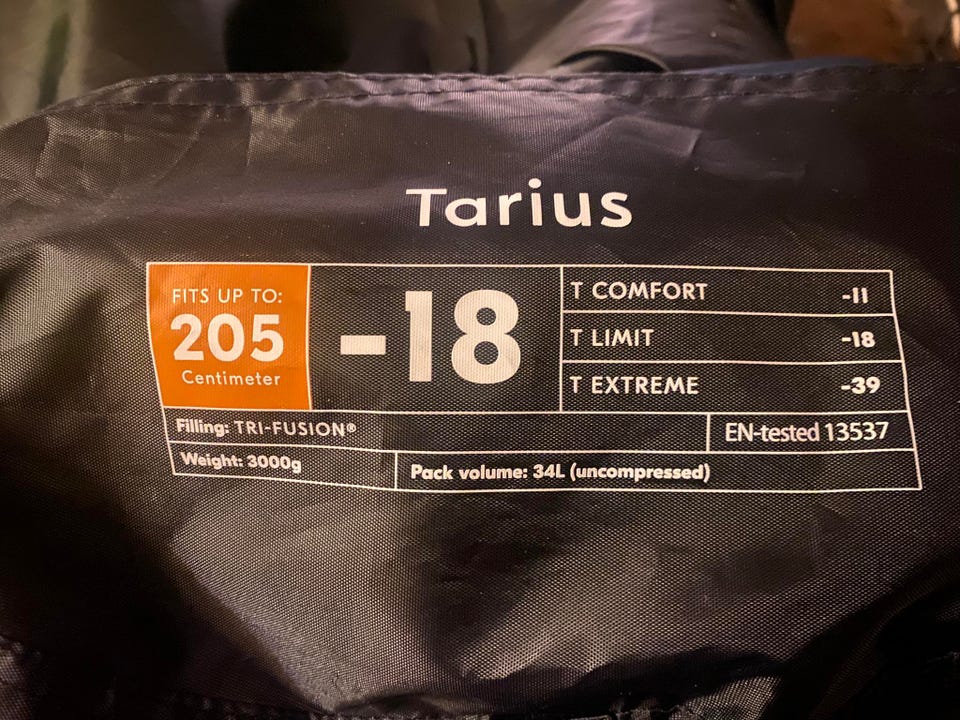 Tarius
FITS UP TO:
205
Centimeter
-18
T COMFORT -11
T LIMIT -18
T EXTREME -39
Filling: TRI-FUSION®
EN-tested 13537
Weight: 3000g
Pack volume: 34L (uncompressed)